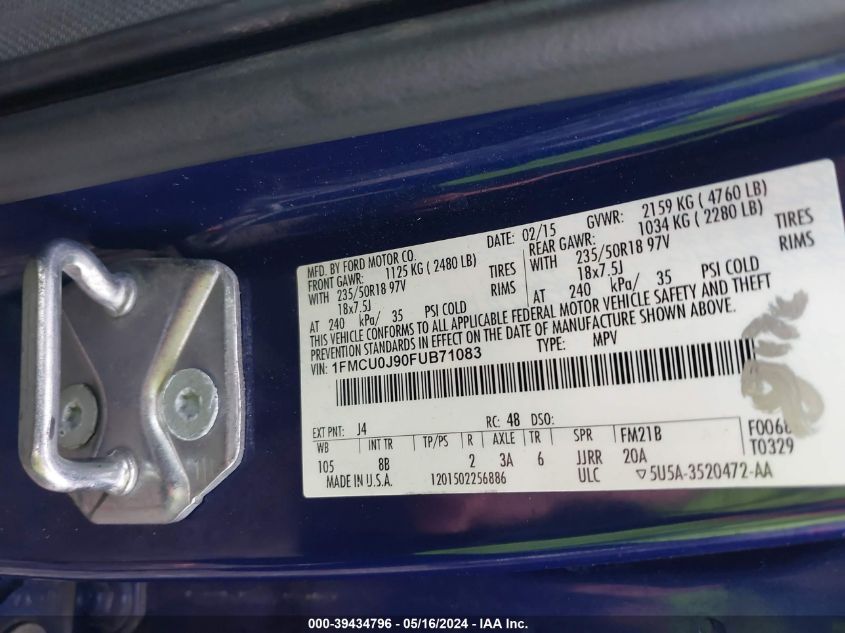 MFD. BY FORD MOTOR CO.
DATE: 02/15 GVWR: 2159 KG ( 4760 LB)
FRONT GAWR: 1125 KG ( 2480 LB) REAR GAWR: 1034 KG ( 2280 LB)
WITH 235/50R18 97V TIRES WITH 235/50R18 97V TIRES
18x7.5J RIMS 18x7.5J RIMS
AT 240 kPa/ 35 PSI COLD AT 240 kPa/ 35 PSI COLD
THIS VEHICLE CONFORMS TO ALL APPLICABLE FEDERAL MOTOR VEHICLE SAFETY AND THEFT
PREVENTION STANDARDS IN EFFECT ON THE DATE OF MANUFACTURE SHOWN ABOVE.
VIN: 1FMCU0J90FUB71083 TYPE: MPV
EXT PNT: J4 RC: 48 DSO:
WB INT TR TP/PS R AXLE TR SPR FM21B
105 8B 2 3A 6 JJRR 20A T0329
MADE IN U.S.A. 1201502256886 ULC ▽5U5A-3520472-AA
000-39434796 - 05/16/2024 - IAA, Inc.